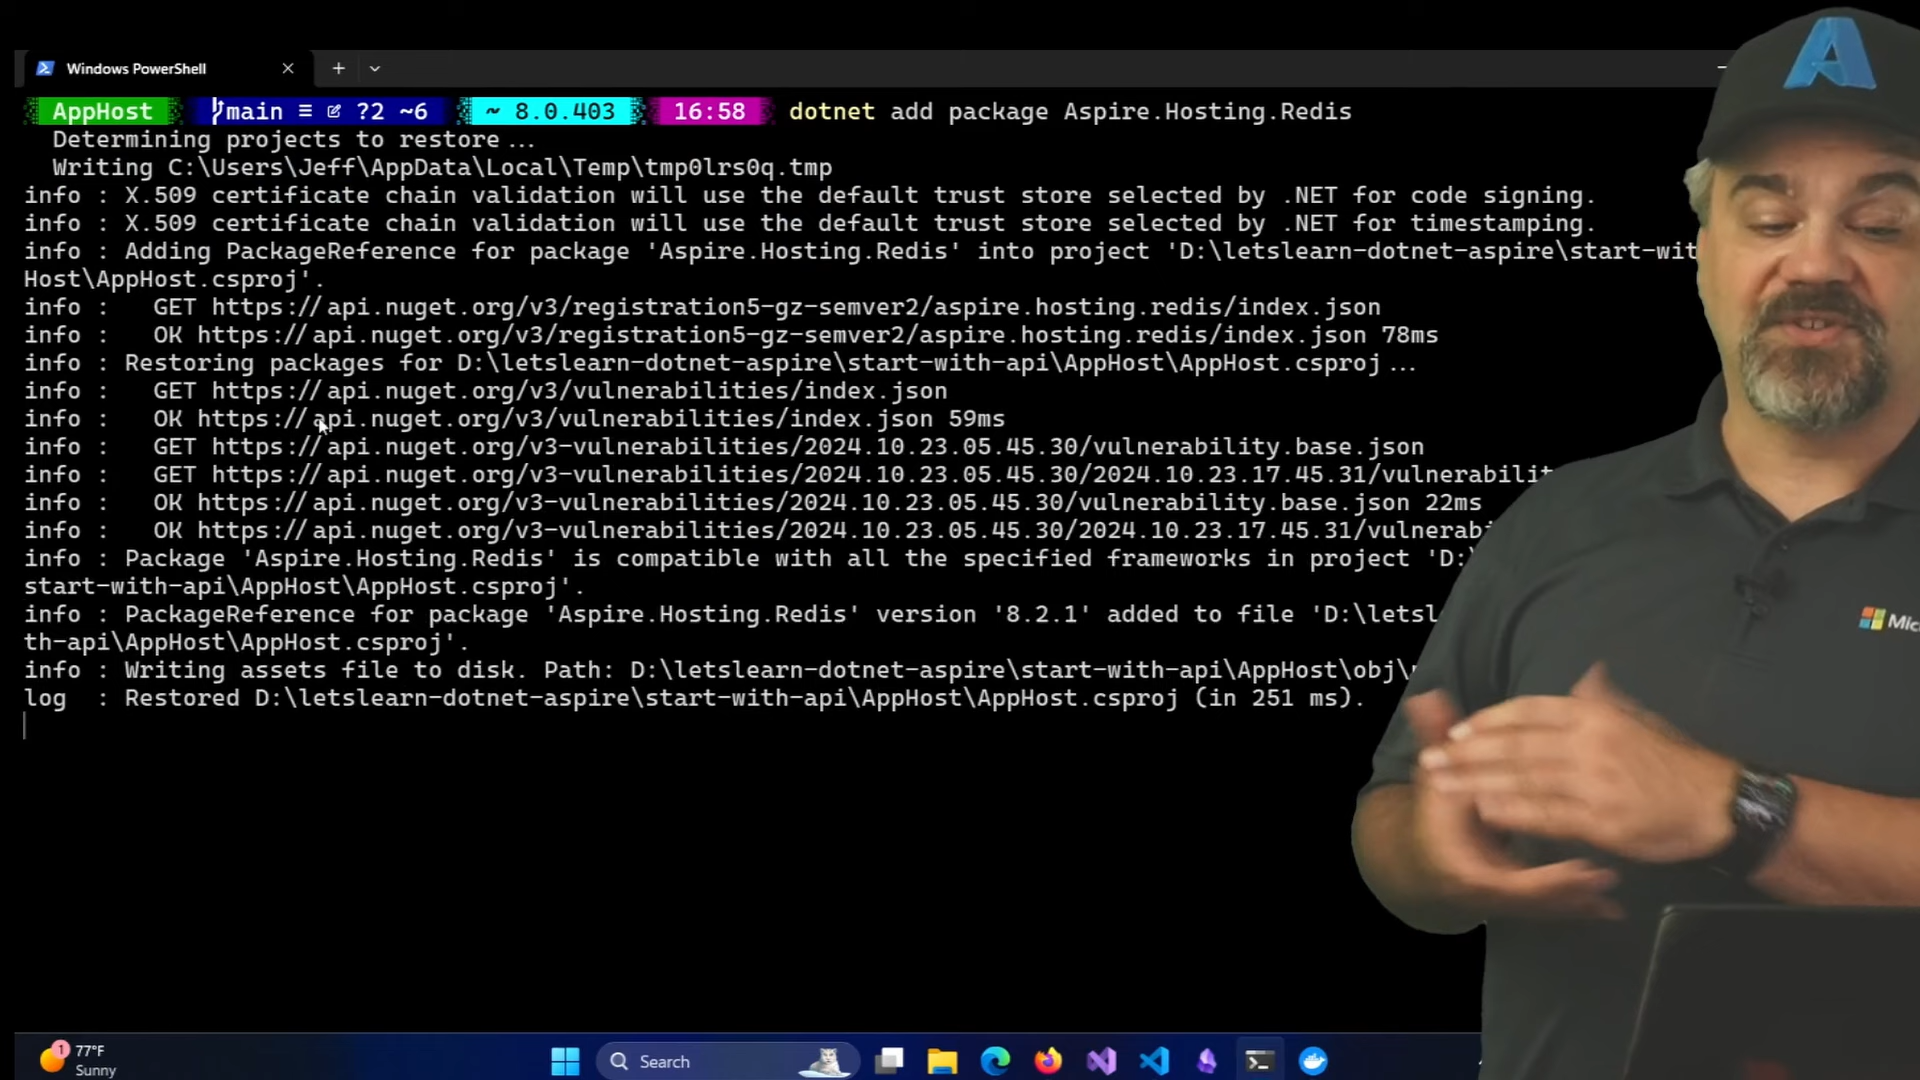 Windows PowerShell
AppHost main ≡ ?2 ~6 ~ 8.0.403 16:58 dotnet add package Aspire.Hosting.Redis
Determining projects to restore...
Writing C:\Users\Jeff\AppData\Local\Temp\tmp0lrs0q.tmp
info : X.509 certificate chain validation will use the default trust store selected by .NET for code signing.
info : X.509 certificate chain validation will use the default trust store selected by .NET for timestamping.
info : Adding PackageReference for package 'Aspire.Hosting.Redis' into project 'D:\letslearn-dotnet-aspire\start-wit
Host\AppHost.csproj'.
info : GET https://api.nuget.org/v3/registration5-gz-semver2/aspire.hosting.redis/index.json
info : OK https://api.nuget.org/v3/registration5-gz-semver2/aspire.hosting.redis/index.json 78ms
info : Restoring packages for D:\letslearn-dotnet-aspire\start-with-api\AppHost\AppHost.csproj...
info : GET https://api.nuget.org/v3/vulnerabilities/index.json
info : OK https://api.nuget.org/v3/vulnerabilities/index.json 59ms
info : GET https://api.nuget.org/v3-vulnerabilities/2024.10.23.05.45.30/vulnerability.base.json
info : GET https://api.nuget.org/v3-vulnerabilities/2024.10.23.05.45.30/2024.10.23.17.45.31/vulnerabilit
info : OK https://api.nuget.org/v3-vulnerabilities/2024.10.23.05.45.30/vulnerability.base.json 22ms
info : OK https://api.nuget.org/v3-vulnerabilities/2024.10.23.05.45.30/2024.10.23.17.45.31/vulnerabi
info : Package 'Aspire.Hosting.Redis' is compatible with all the specified frameworks in project 'D:\
start-with-api\AppHost\AppHost.csproj'.
info : PackageReference for package 'Aspire.Hosting.Redis' version '8.2.1' added to file 'D:\letsl
th-api\AppHost\AppHost.csproj'.
info : Writing assets file to disk. Path: D:\letslearn-dotnet-aspire\start-with-api\AppHost\obj\
log : Restored D:\letslearn-dotnet-aspire\start-with-api\AppHost\AppHost.csproj (in 251 ms).
Mic
1
77°F
Sunny
Search